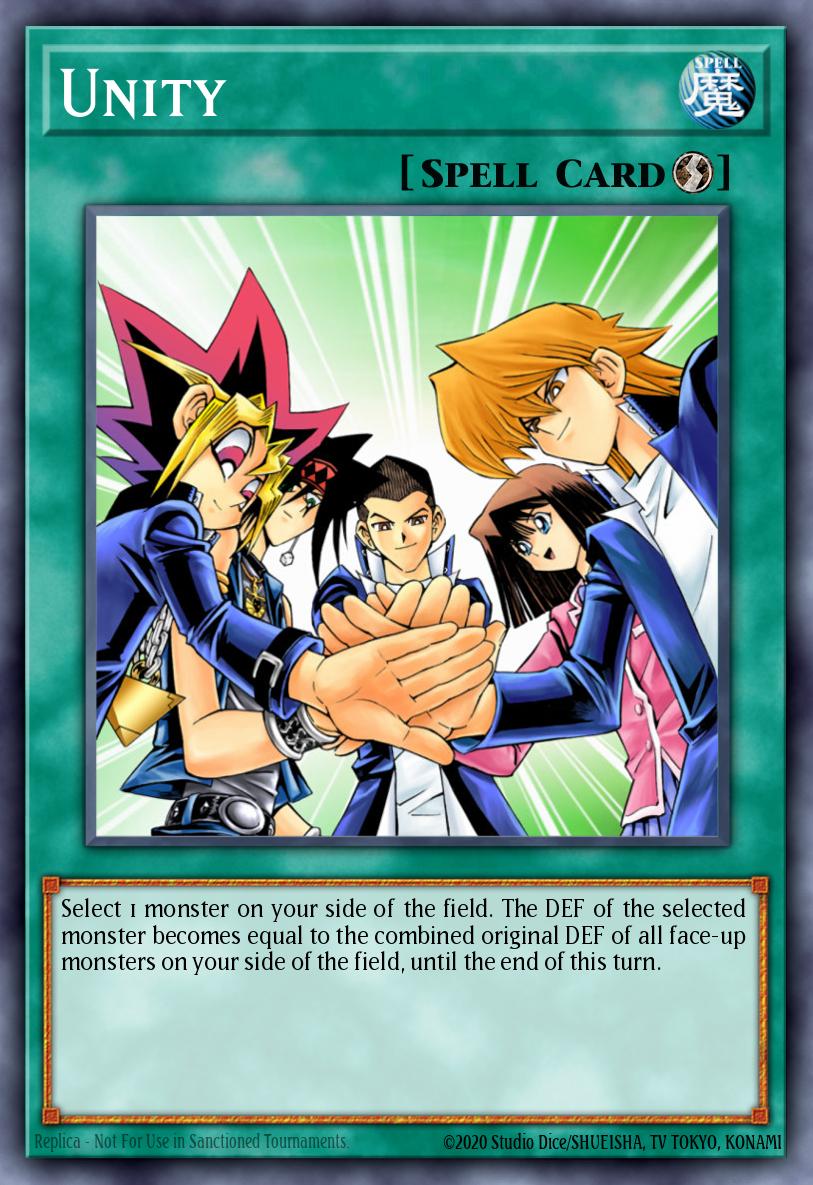 UNITY
SPELL
魔
[SPELL CARD]
Select 1 monster on your side of the field. The DEF of the selected
monster becomes equal to the combined original DEF of all face-up
monsters on your side of the field, until the end of this turn.
Replica - Not For Use in Sanctioned Tournaments.
©2020 Studio Dice/SHUEISHA, TV TOKYO, KONAMI